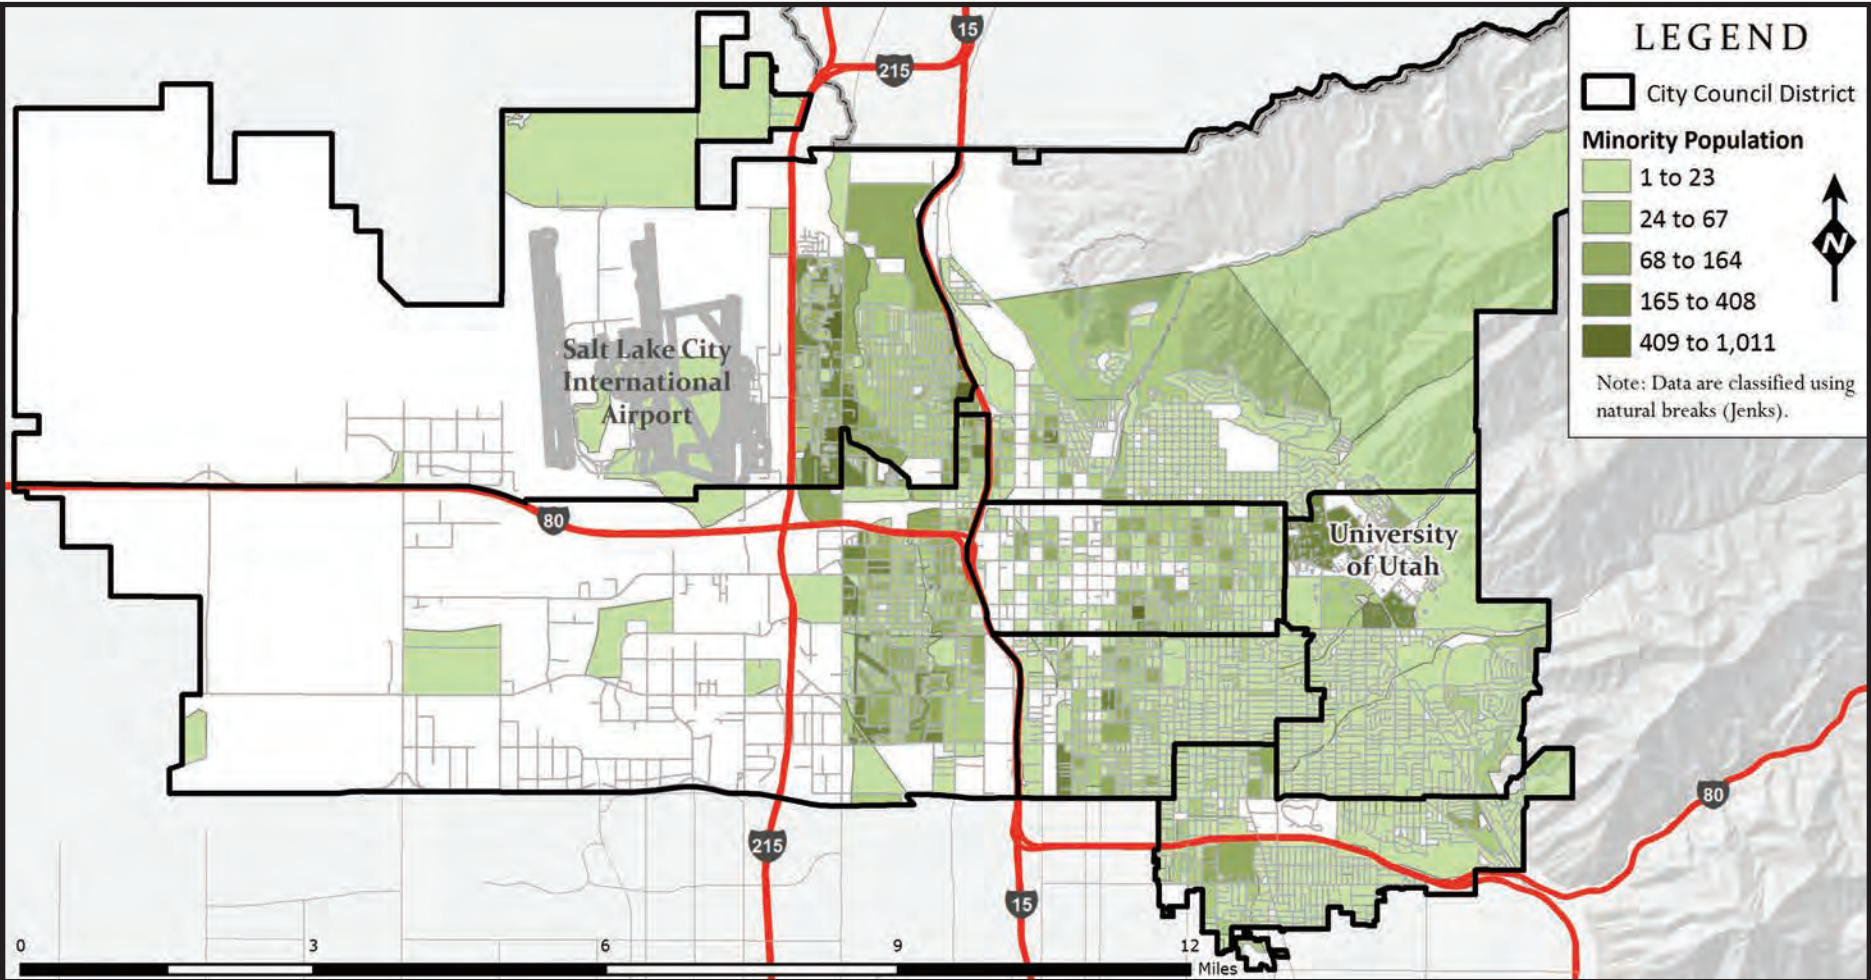 LEGEND
City Council District
Minority Population
1 to 23
24 to 67
68 to 164
165 to 408
409 to 1,011
Note: Data are classified using
natural breaks (Jenks).
N
15
215
Salt Lake City
International
Airport
80
University
of Utah
80
215
15
0 3 6 9 12
Miles